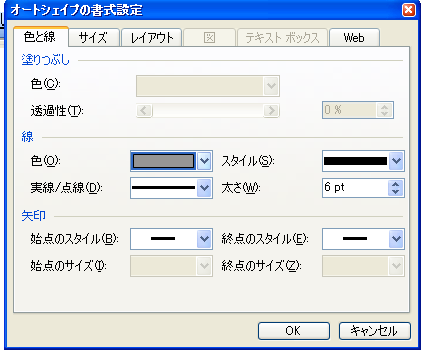 オートシェイプの書式設定
色と線 サイズ レイアウト 図 テキスト ボックス Web
塗りつぶし
色(C):
透過性(T): 0 %
線
色(O): スタイル(S):
実線/点線(D): 太さ(W): 6 pt
矢印
始点のスタイル(B): 終点のスタイル(E):
始点のサイズ(I): 終点のサイズ(Z):
OK キャンセル